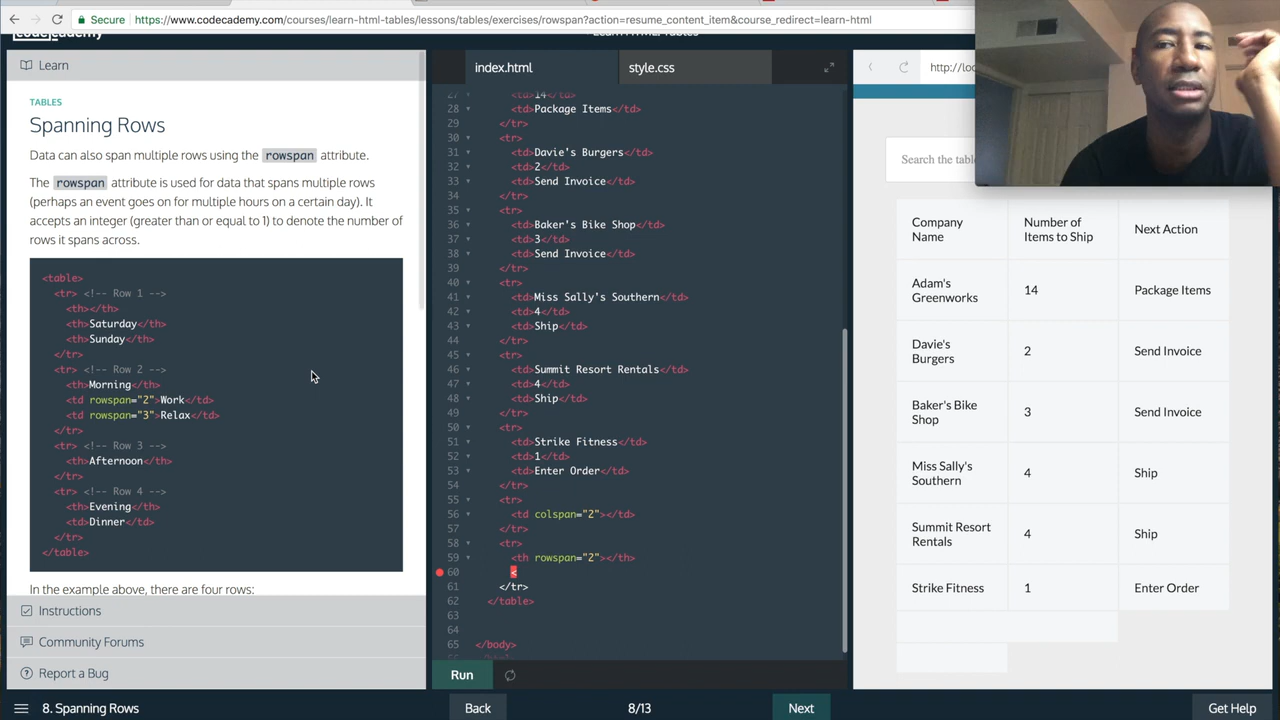 Secure
https://www.codecademy.com/courses/learn-html-tables/lessons/tables/exercises/rowspan?action=resume_content_item&course_redirect=learn-html
Learn
TABLES
Spanning Rows
Data can also span multiple rows using the rowspan attribute.
The rowspan attribute is used for data that spans multiple rows
(perhaps an event goes on for multiple hours on a certain day). It
accepts an integer (greater than or equal to 1) to denote the number of
rows it spans across.
<table>
<tr> <!-- Row 1 -->
<th></th>
<th>Saturday</th>
<th>Sunday</th>
</tr>
<tr> <!-- Row 2 -->
<th>Morning</th>
<td rowspan="2">Work</td>
<td rowspan="3">Relax</td>
</tr>
<tr> <!-- Row 3 -->
<th>Afternoon</th>
</tr>
<tr> <!-- Row 4 -->
<th>Evening</th>
<td>Dinner</td>
</tr>
</table>
In the example above, there are four rows:
Instructions
Community Forums
Report a Bug
8. Spanning Rows
index.html
style.css
27 <td>14</td>
28 <td>Package Items</td>
29 </tr>
30 <tr>
31 <td>Davie's Burgers</td>
32 <td>2</td>
33 <td>Send Invoice</td>
34 </tr>
35 <tr>
36 <td>Baker's Bike Shop</td>
37 <td>3</td>
38 <td>Send Invoice</td>
39 </tr>
40 <tr>
41 <td>Miss Sally's Southern</td>
42 <td>4</td>
43 <td>Ship</td>
44 </tr>
45 <tr>
46 <td>Summit Resort Rentals</td>
47 <td>4</td>
48 <td>Ship</td>
49 </tr>
50 <tr>
51 <td>Strike Fitness</td>
52 <td>1</td>
53 <td>Enter Order</td>
54 </tr>
55 <tr>
56 <td colspan="2"></td>
57 </tr>
58 <tr>
59 <th rowspan="2"></th>
60 <
61 </tr>
62 </table>
63
64
65 </body>
Run
Back
8/13
Next
http://loc
Search the table
Company Name
Number of Items to Ship
Next Action
Adam's Greenworks
14
Package Items
Davie's Burgers
2
Send Invoice
Baker's Bike Shop
3
Send Invoice
Miss Sally's Southern
4
Ship
Summit Resort Rentals
4
Ship
Strike Fitness
1
Enter Order
Get Help